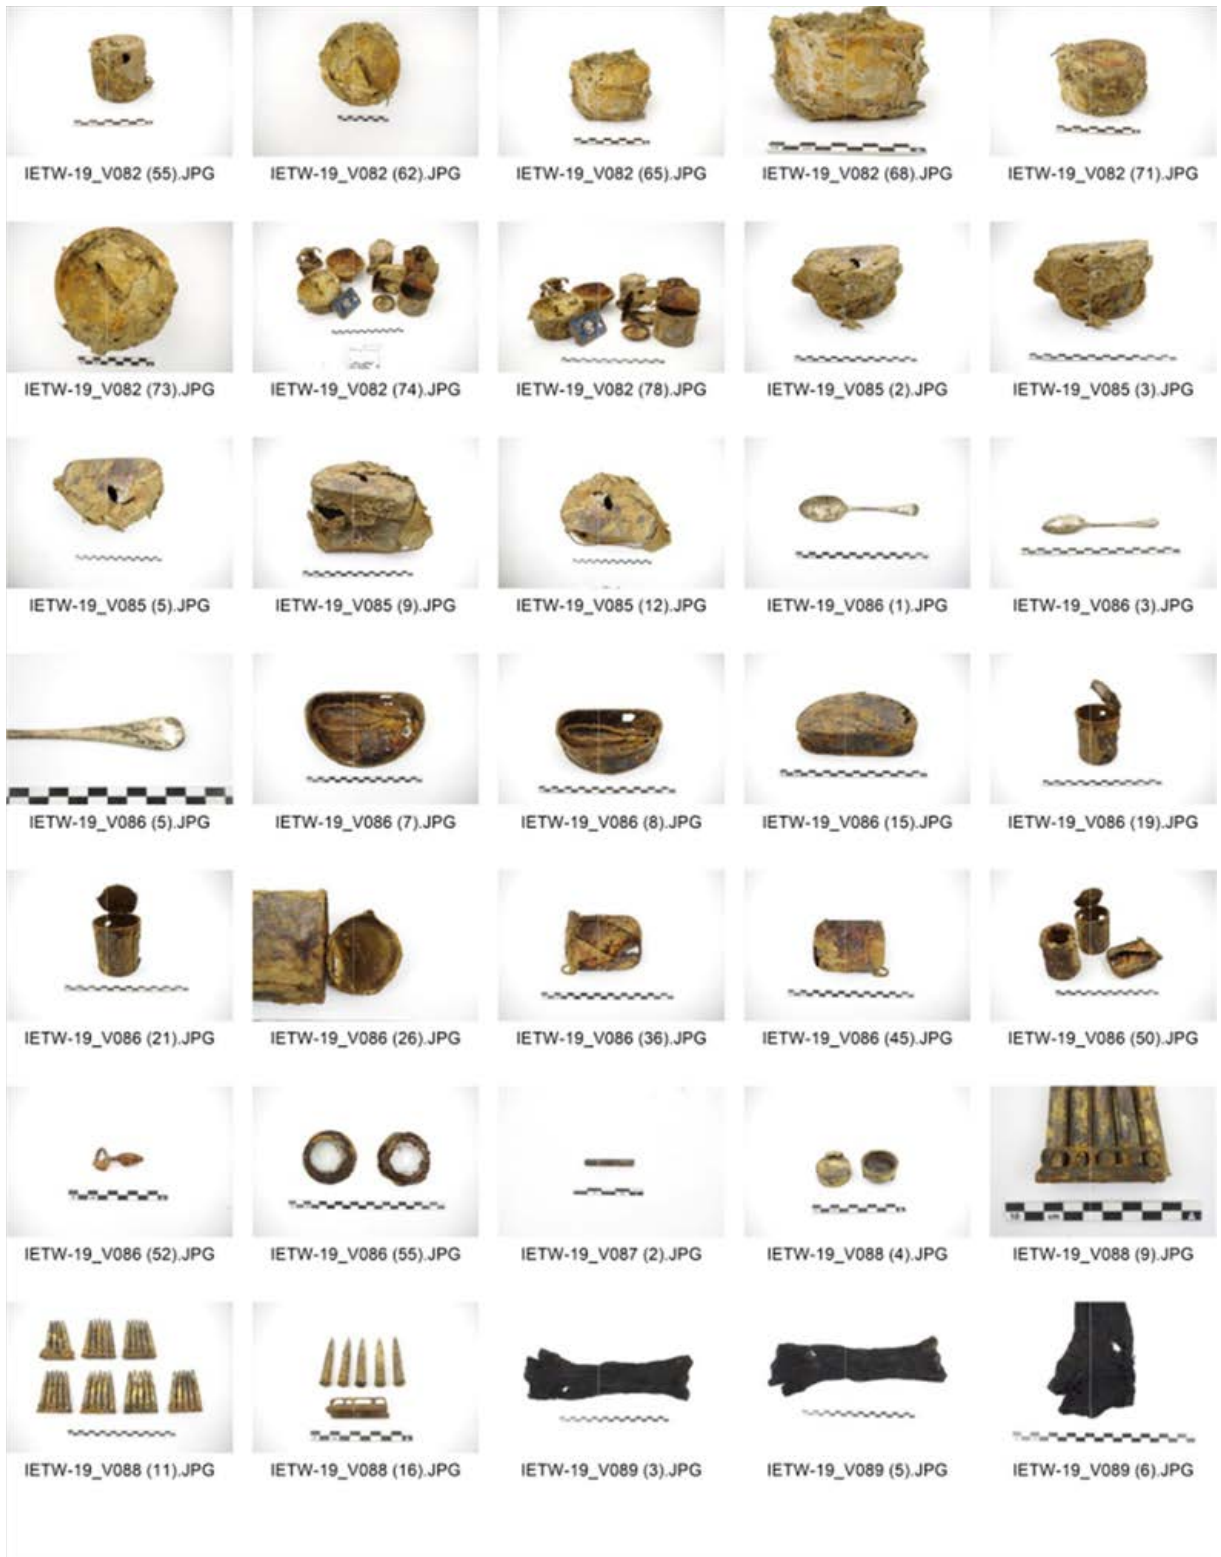 IETW-19_V082 (55).JPG
IETW-19_V082 (62).JPG
IETW-19_V082 (65).JPG
IETW-19_V082 (68).JPG
IETW-19_V082 (71).JPG
IETW-19_V082 (73).JPG
IETW-19_V082 (74).JPG
IETW-19_V082 (78).JPG
IETW-19_V085 (2).JPG
IETW-19_V085 (3).JPG
IETW-19_V085 (5).JPG
IETW-19_V085 (9).JPG
IETW-19_V085 (12).JPG
IETW-19_V086 (1).JPG
IETW-19_V086 (3).JPG
IETW-19_V086 (5).JPG
IETW-19_V086 (7).JPG
IETW-19_V086 (8).JPG
IETW-19_V086 (15).JPG
IETW-19_V086 (19).JPG
IETW-19_V086 (21).JPG
IETW-19_V086 (26).JPG
IETW-19_V086 (36).JPG
IETW-19_V086 (45).JPG
IETW-19_V086 (50).JPG
10 cm
IETW-19_V086 (52).JPG
IETW-19_V086 (55).JPG
IETW-19_V087 (2).JPG
IETW-19_V088 (4).JPG
IETW-19_V088 (9).JPG
IETW-19_V088 (11).JPG
IETW-19_V088 (16).JPG
IETW-19_V089 (3).JPG
IETW-19_V089 (5).JPG
IETW-19_V089 (6).JPG